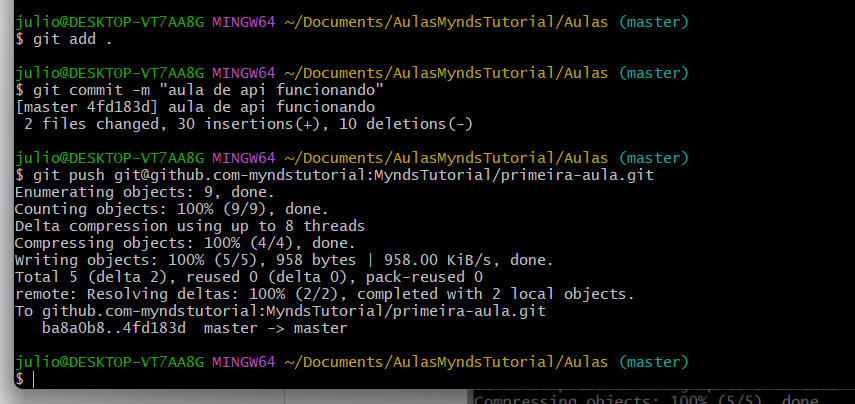 julio@DESKTOP-VT7AA8G MINGW64 ~/Documents/AulasMyndsTutorial/Aulas (master)
$ git add .
julio@DESKTOP-VT7AA8G MINGW64 ~/Documents/AulasMyndsTutorial/Aulas (master)
$ git commit -m "aula de api funcionando"
[master 4fd183d] aula de api funcionando
2 files changed, 30 insertions(+), 10 deletions(-)
julio@DESKTOP-VT7AA8G MINGW64 ~/Documents/AulasMyndsTutorial/Aulas (master)
$ git push git@github.com-myndstutorial:MyndsTutorial/primeira-aula.git
Enumerating objects: 9, done.
Counting objects: 100% (9/9), done.
Delta compression using up to 8 threads
Compressing objects: 100% (4/4), done.
Writing objects: 100% (5/5), 958 bytes | 958.00 KiB/s, done.
Total 5 (delta 2), reused 0 (delta 0), pack-reused 0
remote: Resolving deltas: 100% (2/2), completed with 2 local objects.
To github.com-myndstutorial:MyndsTutorial/primeira-aula.git
ba8a0b8..4fd183d  master -> master
julio@DESKTOP-VT7AA8G MINGW64 ~/Documents/AulasMyndsTutorial/Aulas (master)
$
Compressing objects: 100% (5/5), done.